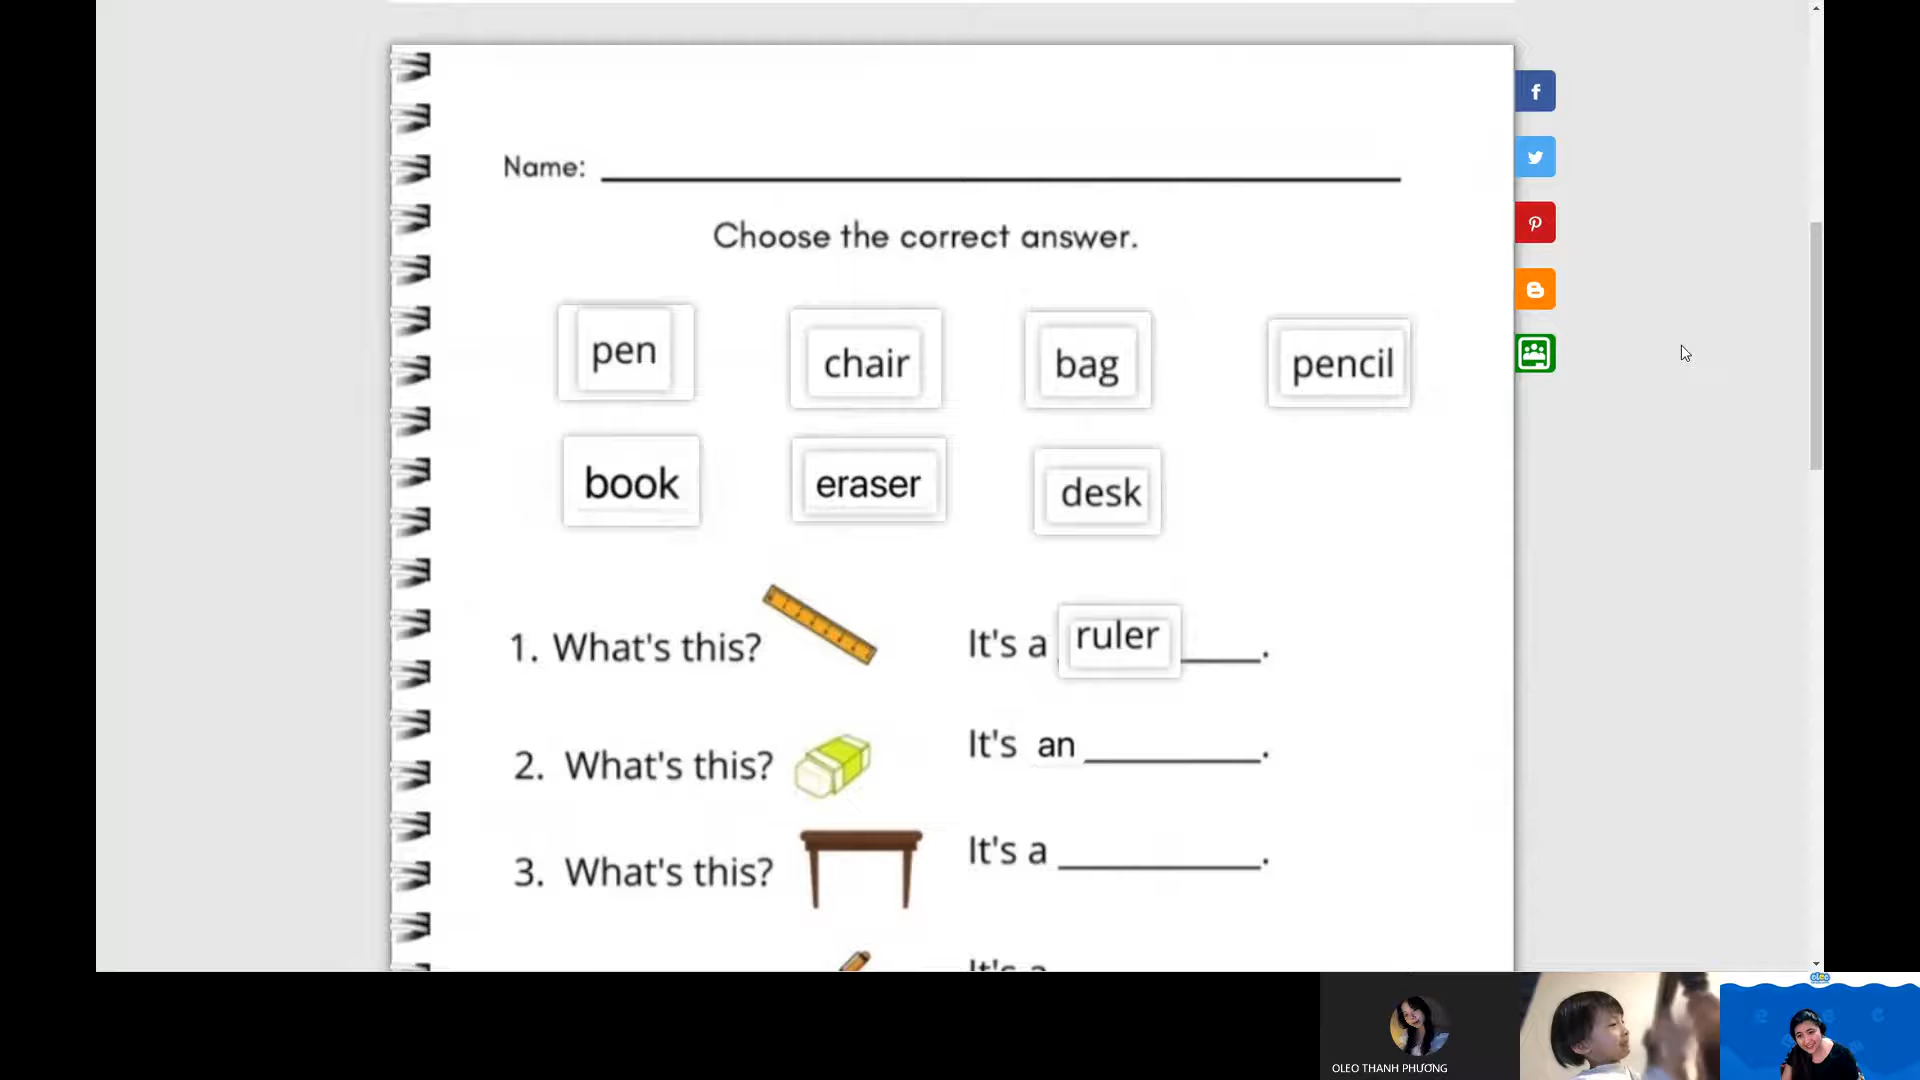 Name:
Choose the correct answer.
pen chair bag pencil
book eraser desk
1. What's this? It's a ruler.
2. What's this? It's an .
3. What's this? It's a .
OLEO THANH PHƯƠNG